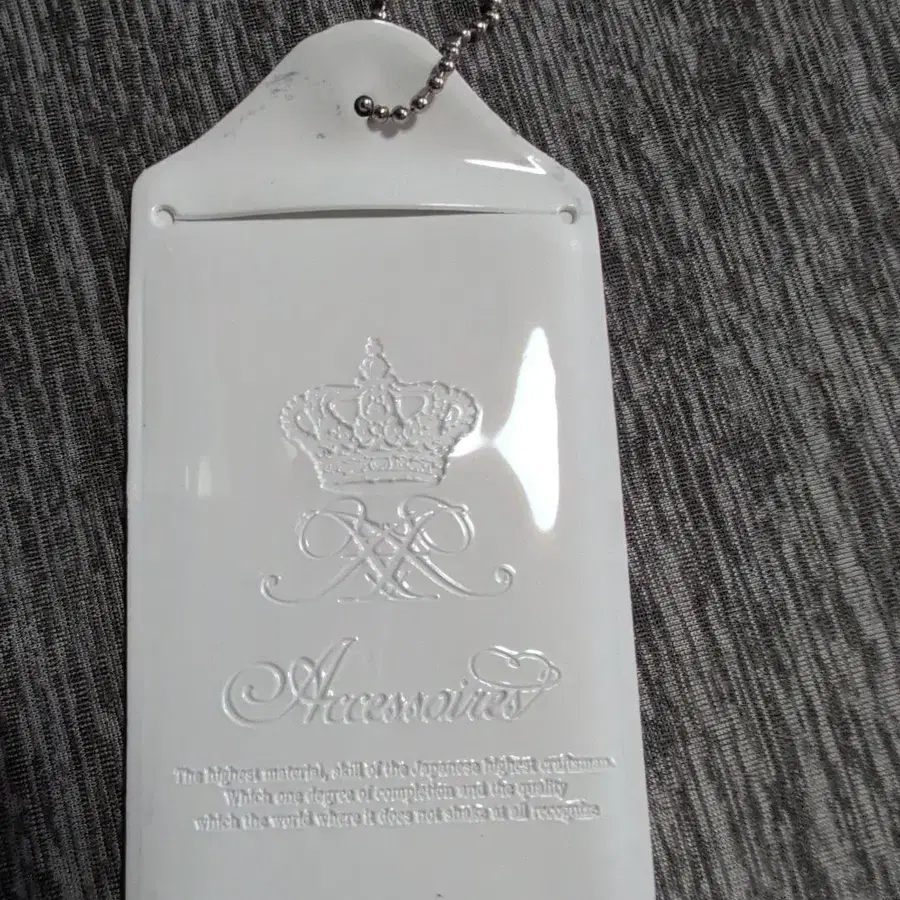 Accessoires
The highest material, skill of the Japanese highest craftsman.
Which one degree of completion and the quality
which the world where it does not shake at all recognize.